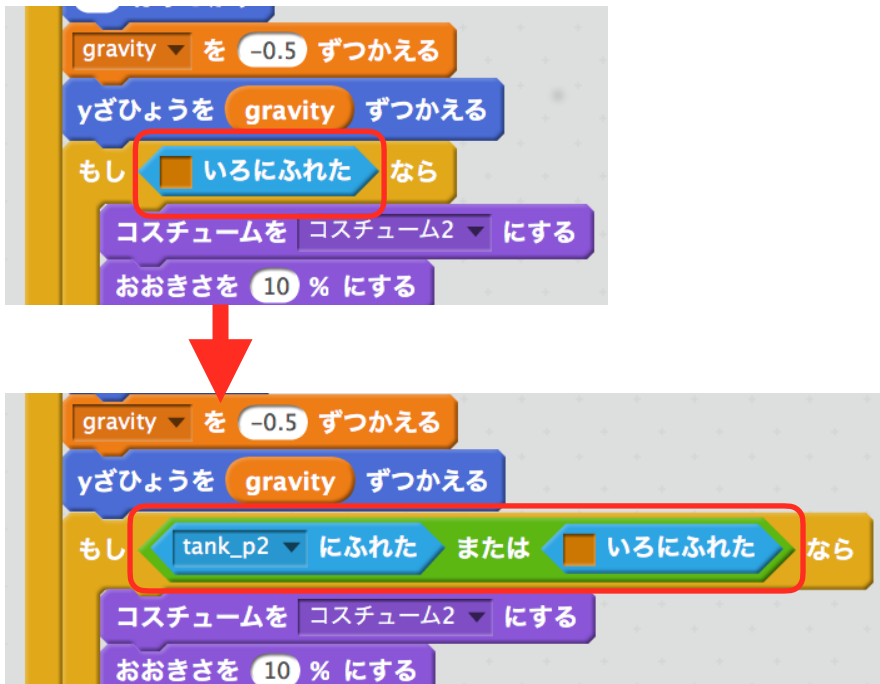 gravity を -0.5 ずつかえる
yざひょうを gravity ずつかえる
もし いろにふれた なら
コスチュームを コスチューム2 にする
おおきさを 10 % にする
gravity を -0.5 ずつかえる
yざひょうを gravity ずつかえる
もし tank_p2 にふれた または いろにふれた なら
コスチュームを コスチューム2 にする
おおきさを 10 % にする